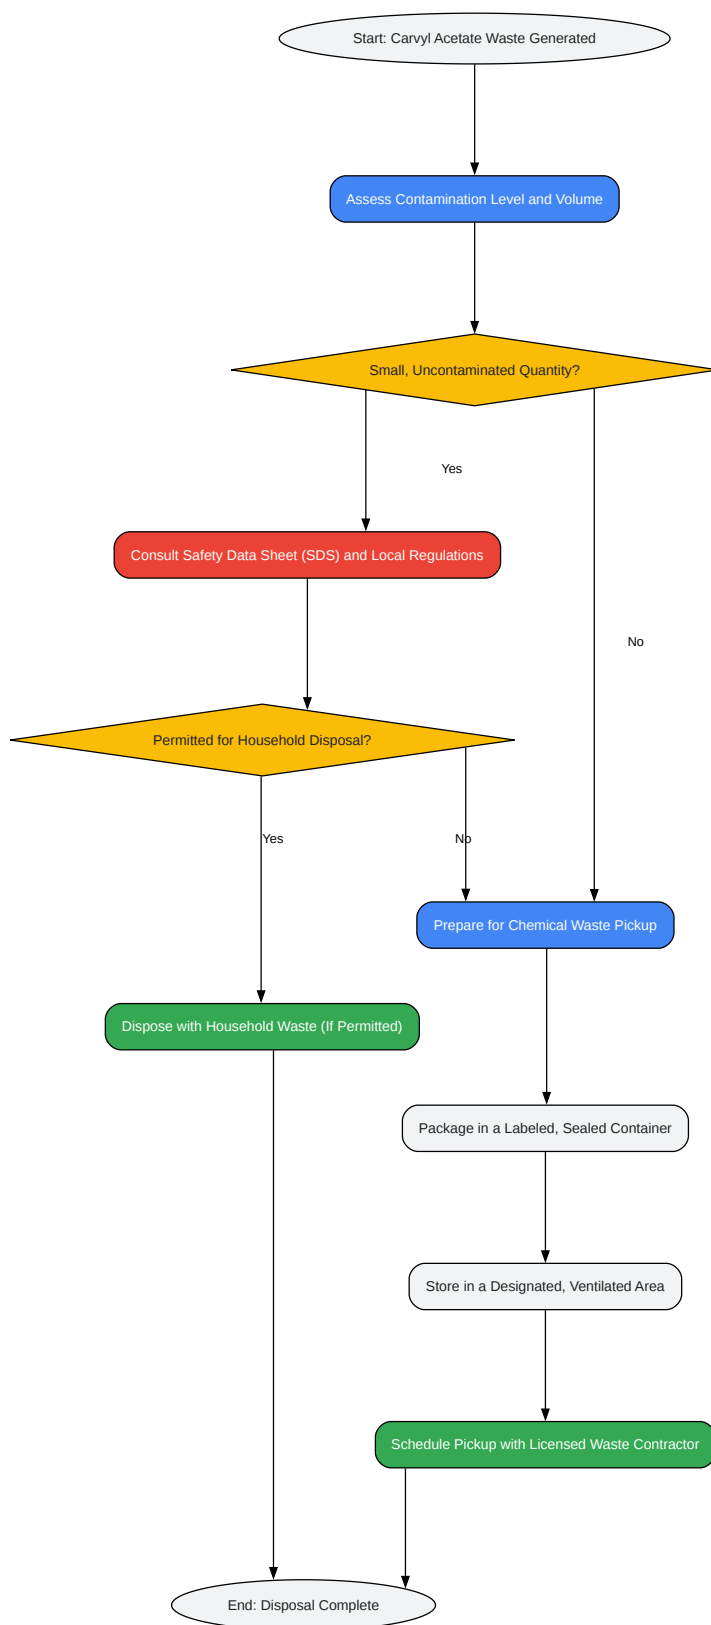 Start: Carvyl Acetate Waste Generated
Assess Contamination Level and Volume
Small, Uncontaminated Quantity?
Yes
Consult Safety Data Sheet (SDS) and Local Regulations
No
Permitted for Household Disposal?
Yes
No
Prepare for Chemical Waste Pickup
Dispose with Household Waste (If Permitted)
Package in a Labeled, Sealed Container
Store in a Designated, Ventilated Area
Schedule Pickup with Licensed Waste Contractor
End: Disposal Complete